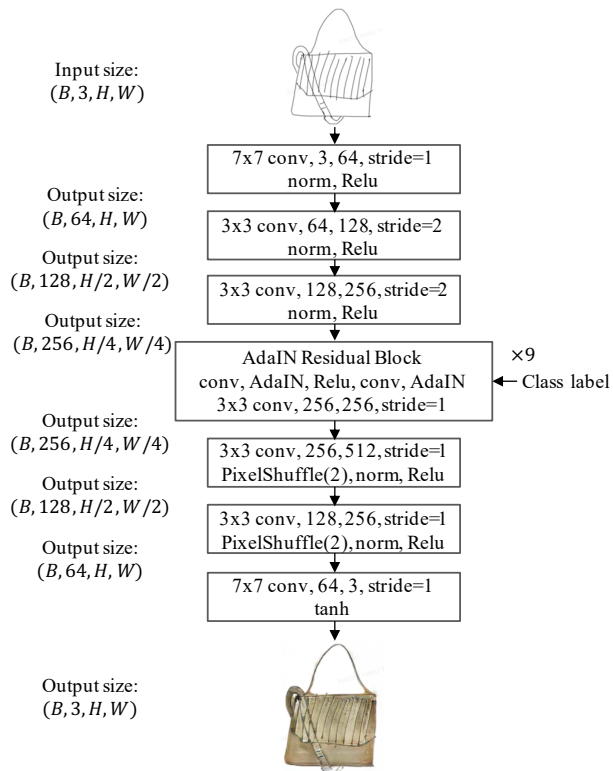 Input size:
(B, 3, H, W)
7x7 conv, 3, 64, stride=1
norm, Relu
Output size:
(B, 64, H, W)
3x3 conv, 64, 128, stride=2
norm, Relu
Output size:
(B, 128, H/2, W/2)
3x3 conv, 128,256, stride=2
norm, Relu
Output size:
(B, 256, H/4, W/4)
AdaIN Residual Block
conv, AdaIN, Relu, conv, AdaIN
3x3 conv, 256,256, stride=1
×9
Class label
Output size:
(B, 256, H/4, W/4)
3x3 conv, 256,512, stride=1
PixelShuffle(2), norm, Relu
Output size:
(B, 128, H/2, W/2)
3x3 conv, 128,256, stride=1
PixelShuffle(2), norm, Relu
Output size:
(B, 64, H, W)
7x7 conv, 64, 3, stride=1
tanh
Output size:
(B, 3, H, W)